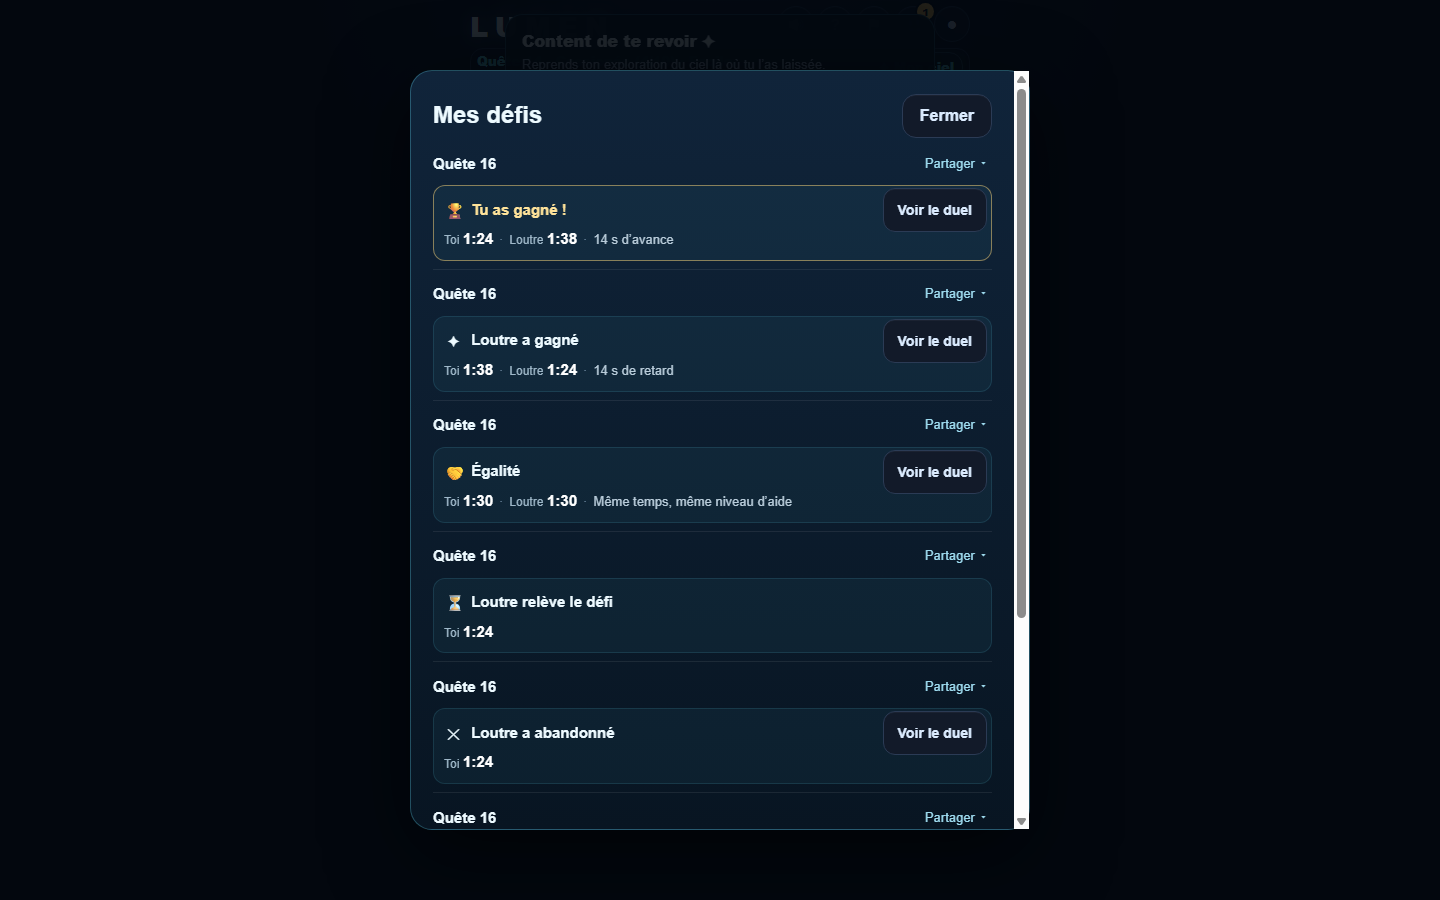 Content de te revoir ✦
Quê
Reprends ton exploration du ciel là où tu l'as laissée.
Mes défis
Fermer
Quête 16
Partager
Tu as gagné !
Voir le duel
Toi 1:24 · Loutre 1:38 · 14 s d'avance
Quête 16
Partager
Loutre a gagné
Voir le duel
Toi 1:38 · Loutre 1:24 · 14 s de retard
Quête 16
Partager
Égalité
Voir le duel
Toi 1:30 · Loutre 1:30 · Même temps, même niveau d'aide
Quête 16
Partager
Loutre relève le défi
Toi 1:24
Quête 16
Partager
Loutre a abandonné
Voir le duel
Toi 1:24
Quête 16
Partager